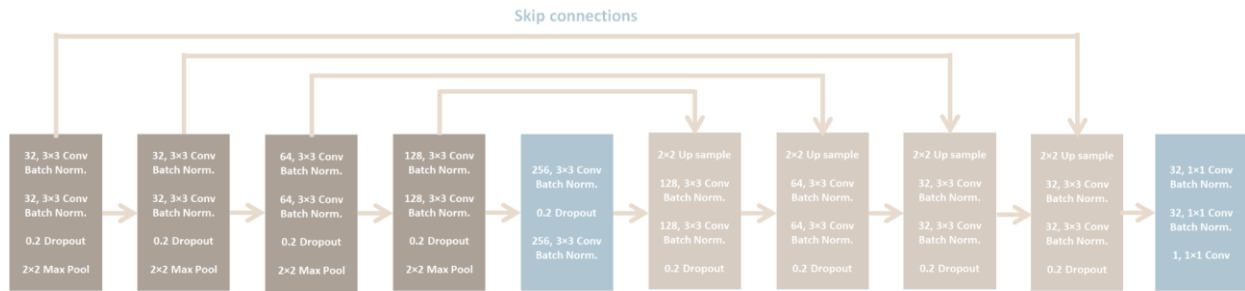 Skip connections
32, 3×3 Conv
Batch Norm.
32, 3×3 Conv
Batch Norm.
0.2 Dropout
2×2 Max Pool
32, 3×3 Conv
Batch Norm.
32, 3×3 Conv
Batch Norm.
0.2 Dropout
2×2 Max Pool
64, 3×3 Conv
Batch Norm.
64, 3×3 Conv
Batch Norm.
0.2 Dropout
2×2 Max Pool
128, 3×3 Conv
Batch Norm.
128, 3×3 Conv
Batch Norm.
0.2 Dropout
2×2 Max Pool
256, 3×3 Conv
Batch Norm.
0.2 Dropout
256, 3×3 Conv
Batch Norm.
2×2 Up sample
128, 3×3 Conv
Batch Norm.
128, 3×3 Conv
Batch Norm.
0.2 Dropout
2×2 Up sample
64, 3×3 Conv
Batch Norm.
64, 3×3 Conv
Batch Norm.
0.2 Dropout
2×2 Up sample
32, 3×3 Conv
Batch Norm.
32, 3×3 Conv
Batch Norm.
0.2 Dropout
2×2 Up sample
32, 3×3 Conv
Batch Norm.
32, 3×3 Conv
Batch Norm.
0.2 Dropout
32, 1×1 Conv
Batch Norm.
32, 1×1 Conv
Batch Norm.
1, 1×1 Conv